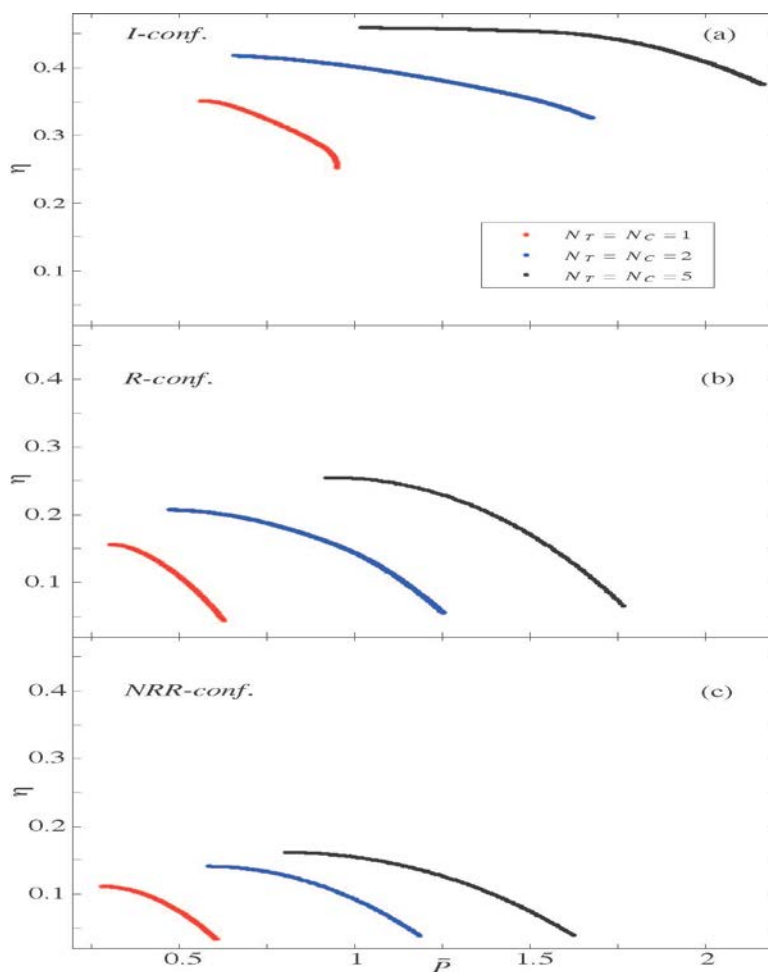 I-conf.
(a)
0.4
0.3
η
0.2
0.1
N_T = N_C = 1
N_T = N_C = 2
N_T = N_C = 5
R-conf.
(b)
0.4
0.3
η
0.2
0.1
NRR-conf.
(c)
0.4
0.3
η
0.2
0.1
0.5
1
P̄
1.5
2